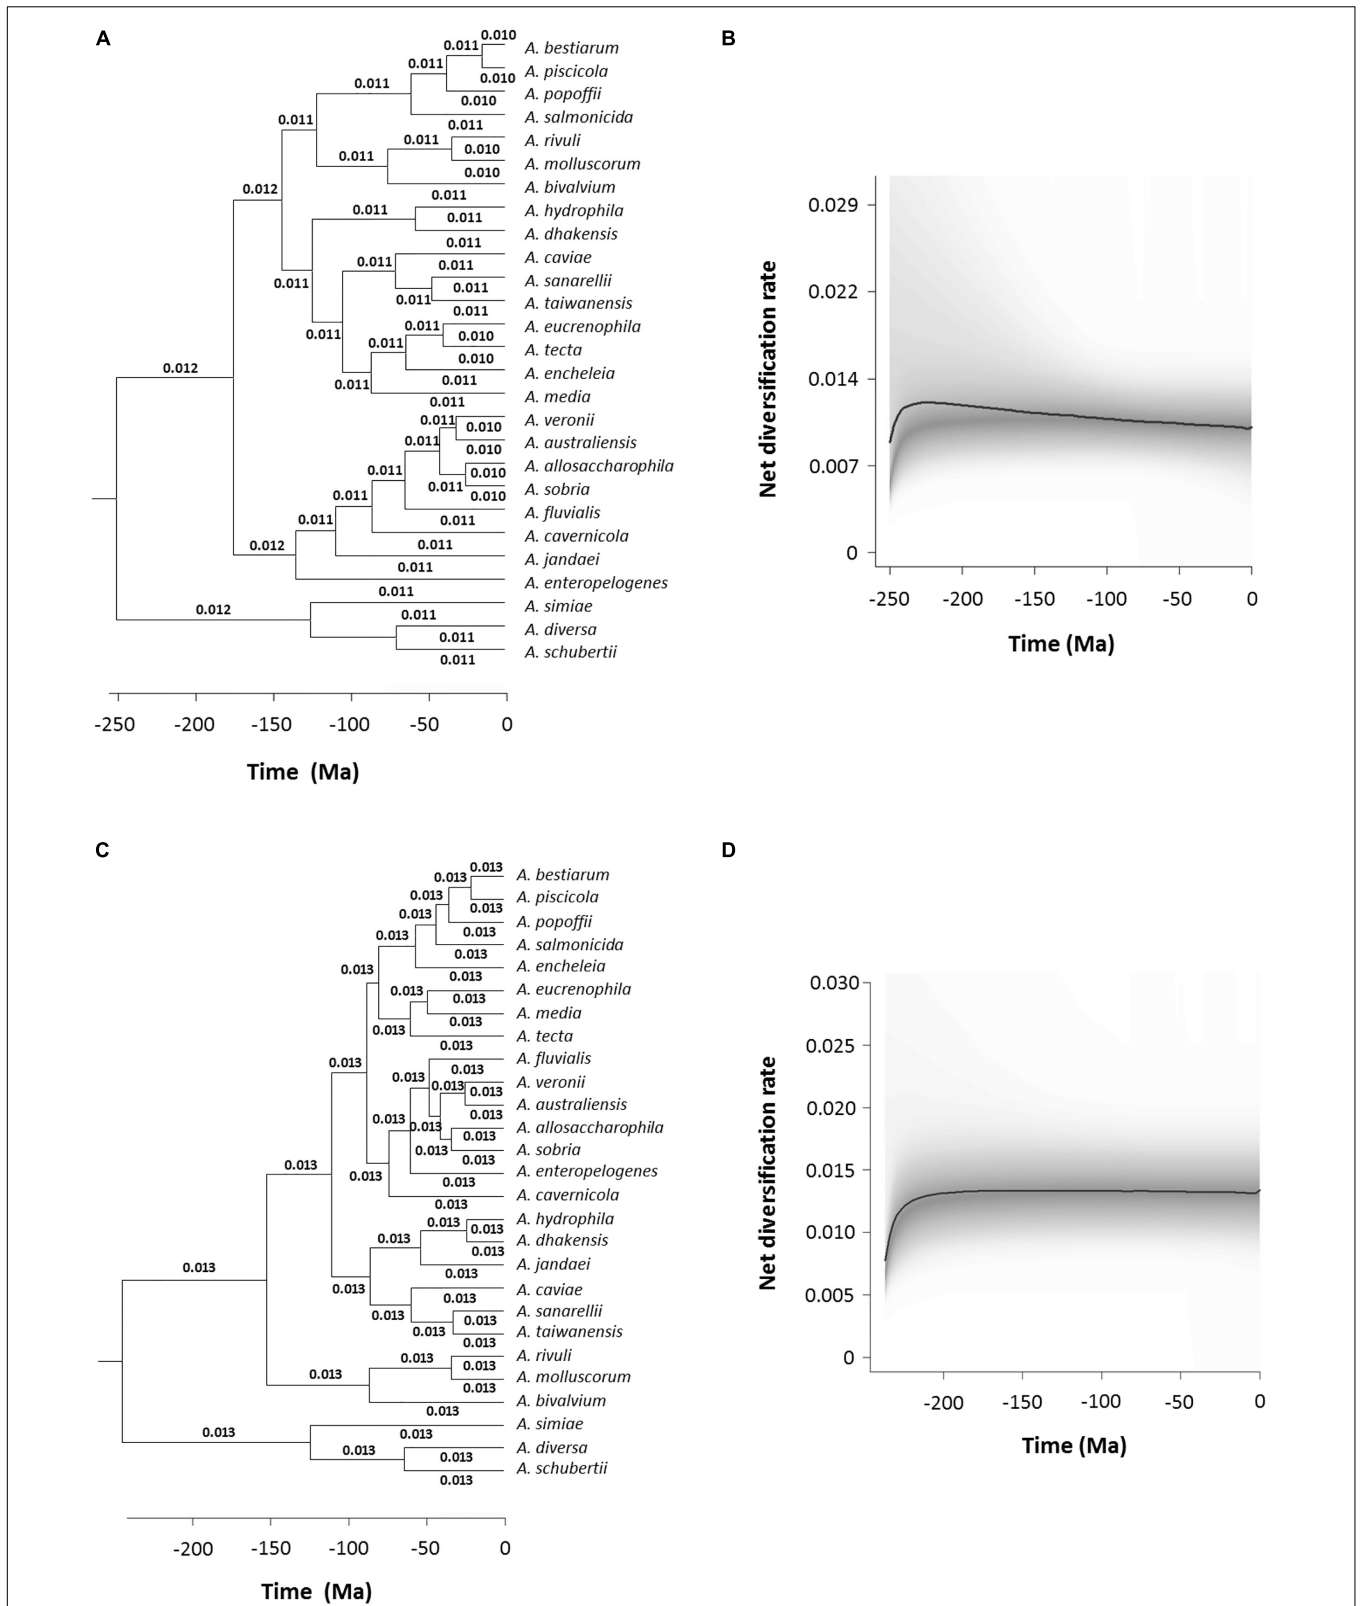 A
0.010
0.011
A. bestiarum
0.011
A. piscicola
0.010
0.011
A. popoffii
0.010
A. salmonicida
0.011
0.011
A. rivuli
0.011
0.010
0.011
A. molluscorum
0.010
A. bivalvium
0.012
0.011
A. hydrophila
0.011
0.011
A. dhakensis
0.011
A. caviae
0.011
0.011
A. sanarellii
0.011
0.011
0.011
A. taiwanensis
0.011
A. eucrenophila
0.011
0.011
0.010
A. tecta
0.010
A. encheleia
0.012
0.011
0.011
A. media
0.011
A. veronii
0.011
0.010
A. australiensis
0.011
0.010
A. allosaccharophila
0.011
0.010
A. sobria
0.011
0.011
0.010
A. fluvialis
0.011
0.011
A. cavernicola
0.012
0.011
A. jandaei
0.011
A. enteropelogenes
0.011
A. simiae
0.012
0.011
A. diversa
0.011
A. schubertii
0.011
-250 -200 -150 -100 -50 0
Time (Ma)
B
Net diversification rate
0.029
0.022
0.014
0.007
0
-250 -200 -150 -100 -50 0
Time (Ma)
C
0.013
0.013
A. bestiarum
0.013
A. piscicola
0.013
0.013
A. popoffii
0.013
0.013
A. salmonicida
0.013
A. encheleia
0.013
0.013
0.013
A. eucrenophila
0.013
A. media
0.013
0.013
A. tecta
0.013
A. fluvialis
0.013
0.013
0.013
A. veronii
0.013
0.013
A. australiensis
0.013
0.013
0.013
A. allosaccharophila
0.013
0.013
A. sobria
0.013
0.013
A. enteropelogenes
0.013
0.013
A. cavernicola
0.013
A. hydrophila
0.013
0.013
0.013
A. dhakensis
0.013
A. jandaei
0.013
0.013
0.013
A. caviae
0.013
A. sanarellii
0.013
0.013
0.013
A. taiwanensis
0.013
A. rivuli
0.013
0.013
0.013
A. molluscorum
0.013
A. bivalvium
0.013
A. simiae
0.013
0.013
A. diversa
0.013
0.013
A. schubertii
0.013
-200 -150 -100 -50 0
Time (Ma)
D
Net diversification rate
0.030
0.025
0.020
0.015
0.010
0.005
0
-200 -150 -100 -50 0
Time (Ma)